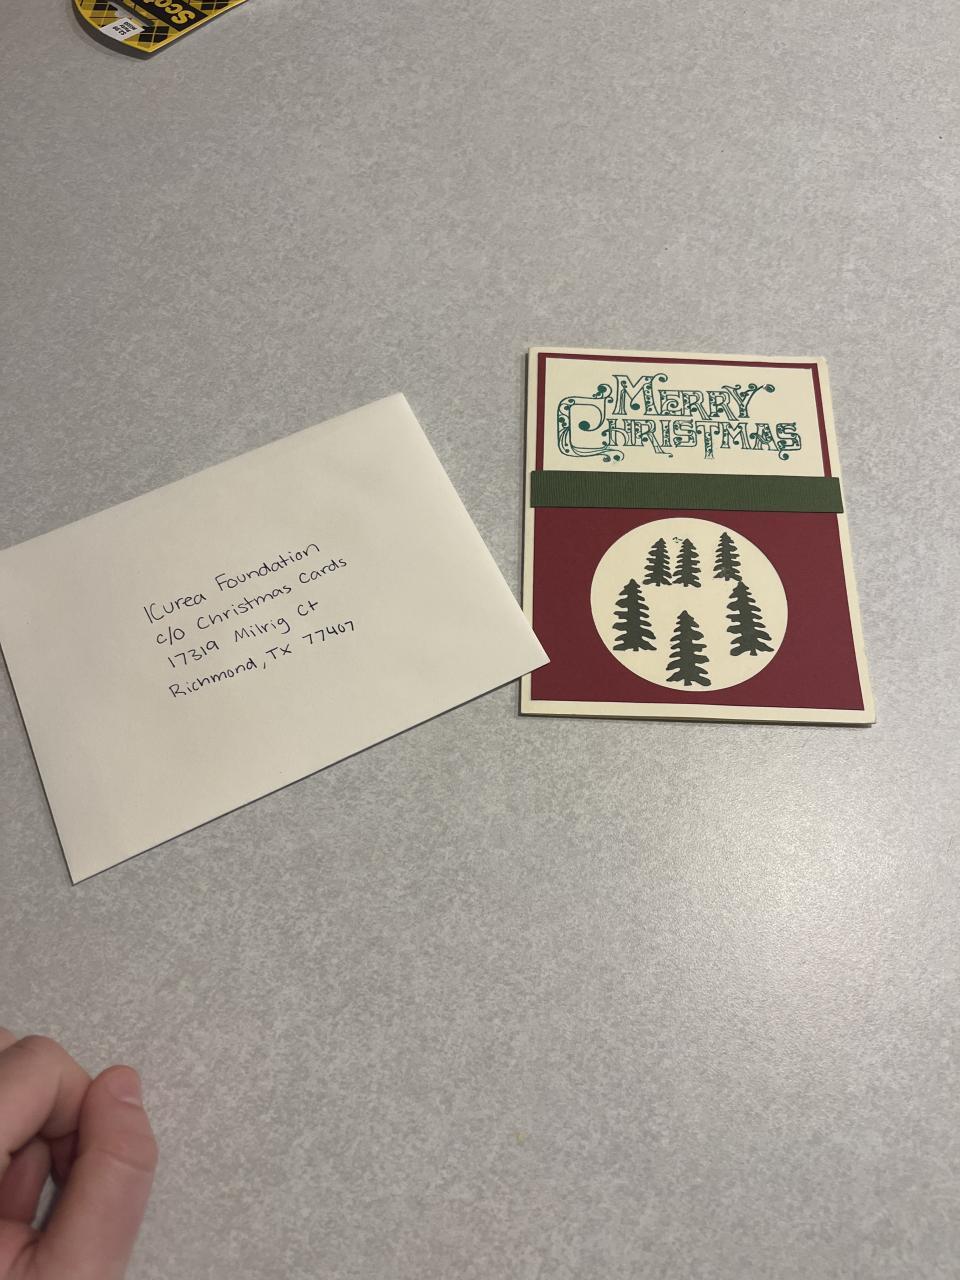 ICurea Foundation
c/o Christmas Cards
17319 Milrig Ct
Richmond, TX 77407
MERRY
CHRISTMAS